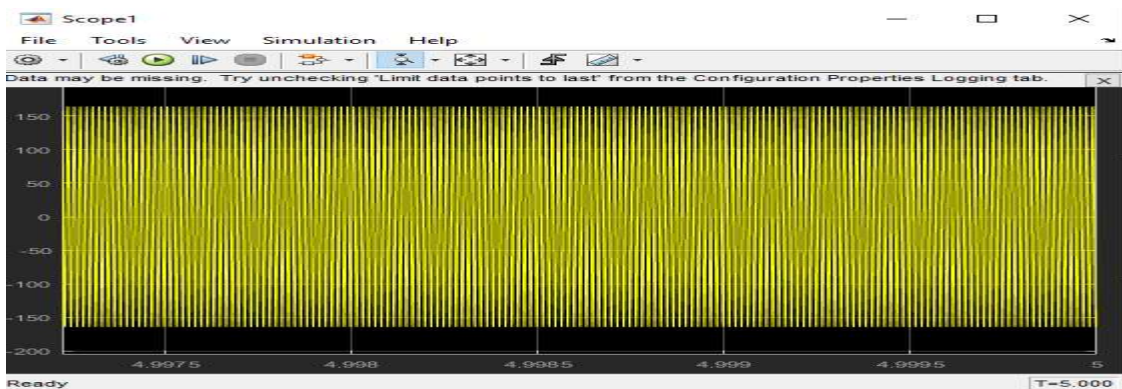 Scope1
File Tools View Simulation Help
Data may be missing. Try unchecking 'Limit data points to last' from the Configuration Properties Logging tab.
150
100
50
0
-50
-100
-150
-200
4.9975 4.998 4.9985 4.999 4.9995 5
Ready T=5.000